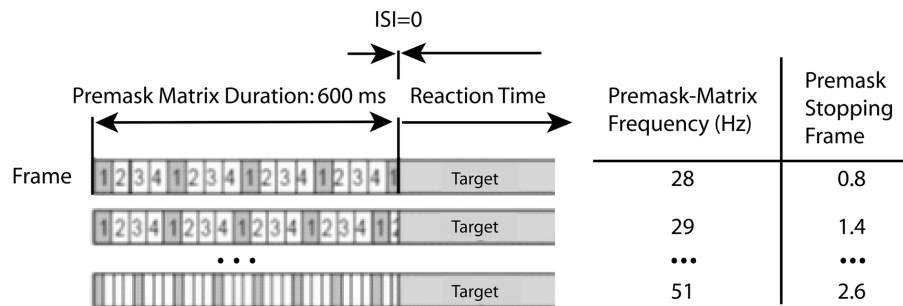 ISI=0
Premask Matrix Duration: 600 ms
Reaction Time
Premask-Matrix Frequency (Hz)
Premask Stopping Frame
Frame
1 2 3 4 1 2 3 4 1 2 3 4 1 2 3 4 1
Target
28
0.8
1 2 3 4 1 2 3 4 1 2 3 4 1 2 3 4 1 2
Target
29
1.4
•••
•••
•••
Target
51
2.6